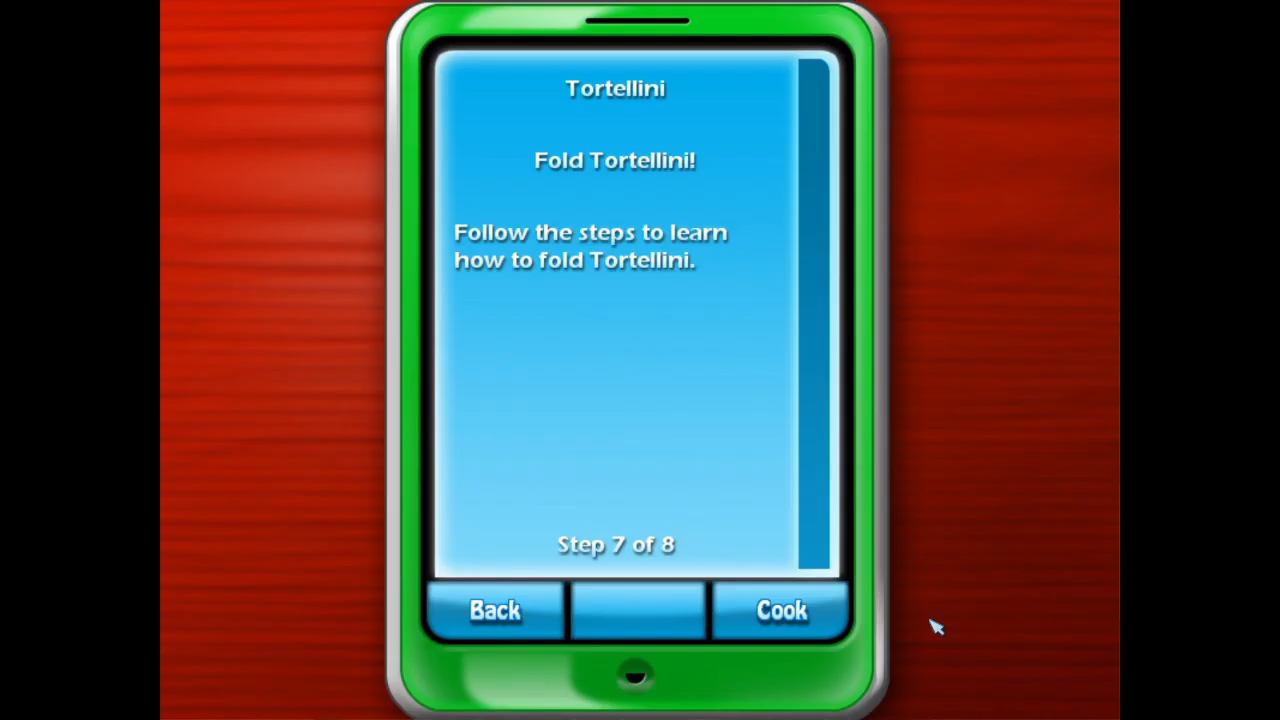 Tortellini
Fold Tortellini!
Follow the steps to learn
how to fold Tortellini.
Step 7 of 8
Back
Cook